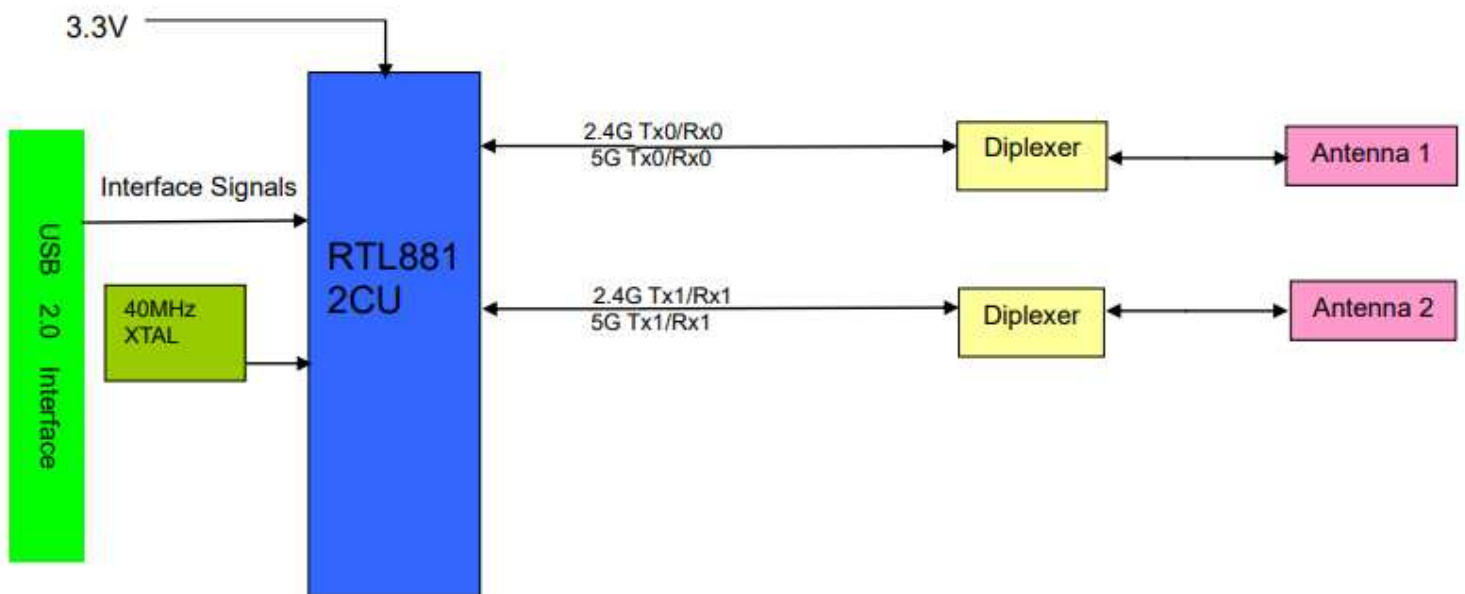 3.3V
Interface Signals
USB 2.0 Interface
40MHz
XTAL
RTL881
2CU
2.4G Tx0/Rx0
5G Tx0/Rx0
Diplexer
Antenna 1
2.4G Tx1/Rx1
5G Tx1/Rx1
Diplexer
Antenna 2